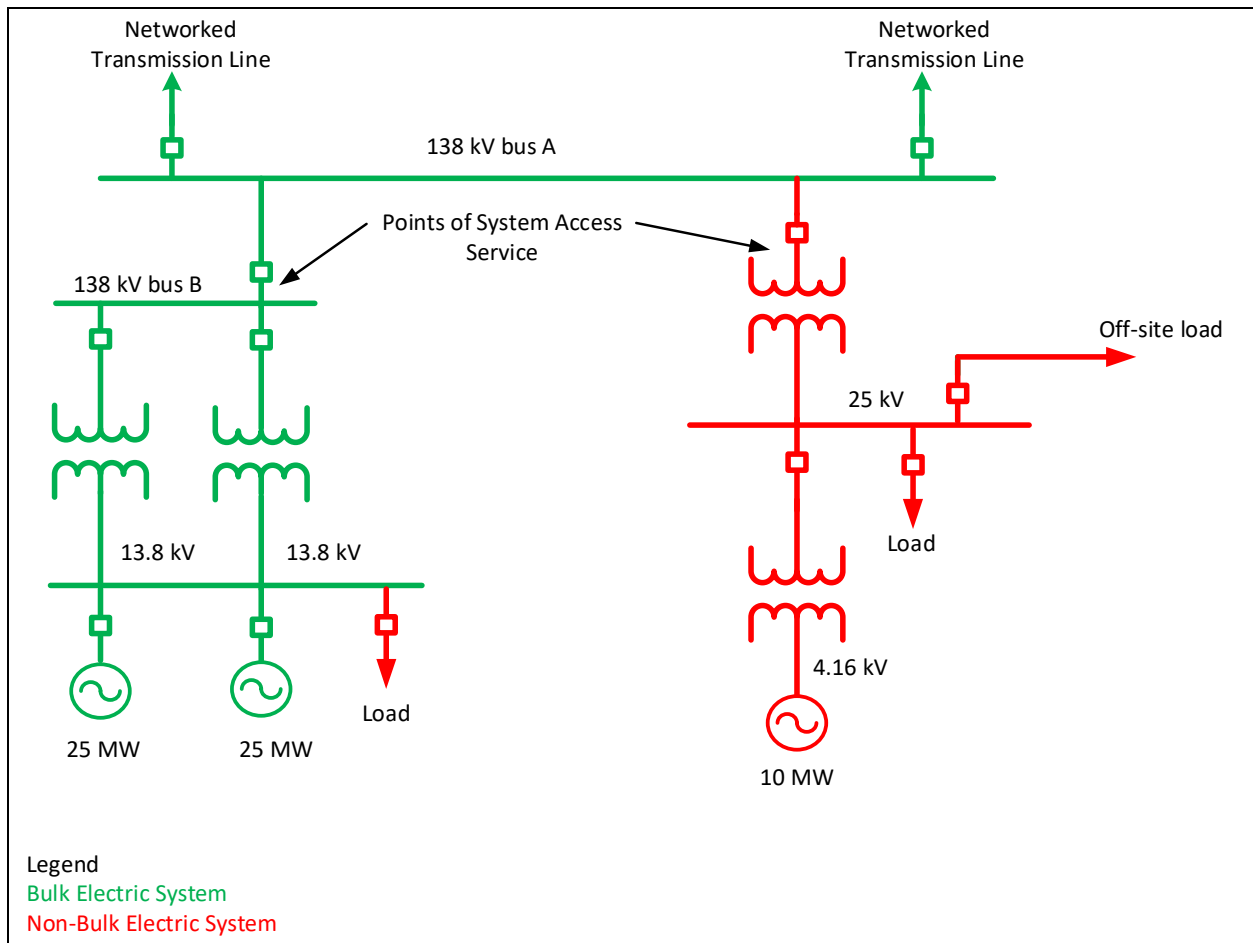 Networked
Transmission Line
Networked
Transmission Line
138 kV bus A
Points of System Access
Service
138 kV bus B
Off-site load
25 kV
Load
13.8 kV
13.8 kV
4.16 kV
Load
25 MW
25 MW
10 MW
Legend
Bulk Electric System
Non-Bulk Electric System